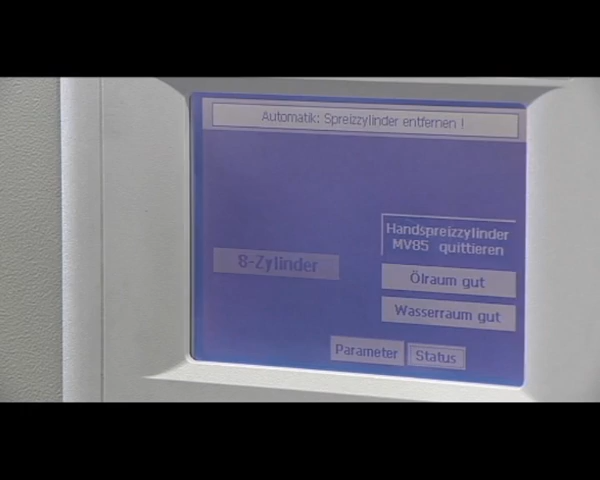 Automatik: Spreizzylinder entfernen !
Handspreizzylinder
MV85 quittieren
8-Zylinder
Ölraum gut
Wasserraum gut
Parameter
Status